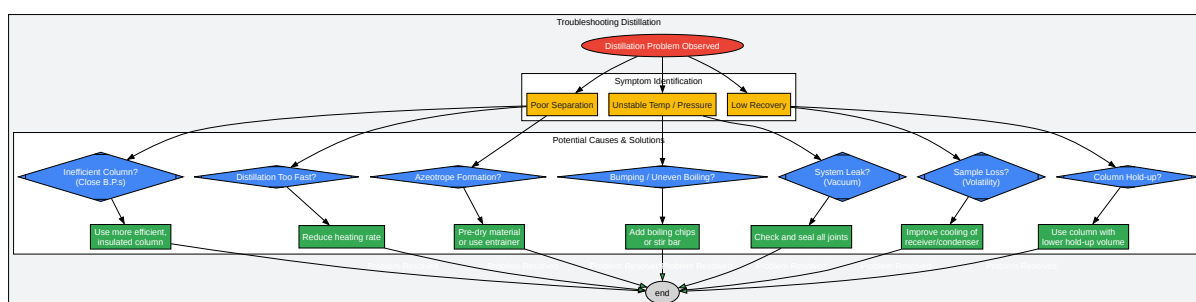 Troubleshooting Distillation
Distillation Problem Observed
Symptom Identification
Poor Separation
Unstable Temp / Pressure
Low Recovery
Potential Causes & Solutions
Inefficient Column?
(Close B.P.s)
Distillation Too Fast?
Azeotrope Formation?
Bumping / Uneven Boiling?
System Leak?
(Vacuum)
Sample Loss?
(Volatility)
Column Hold-up?
Use more efficient,
insulated column
Reduce heating rate
Pre-dry material
or use entrainer
Add boiling chips
or stir bar
Check and seal all joints
Improve cooling of
receiver/condenser
Use column with
lower hold-up volume
end